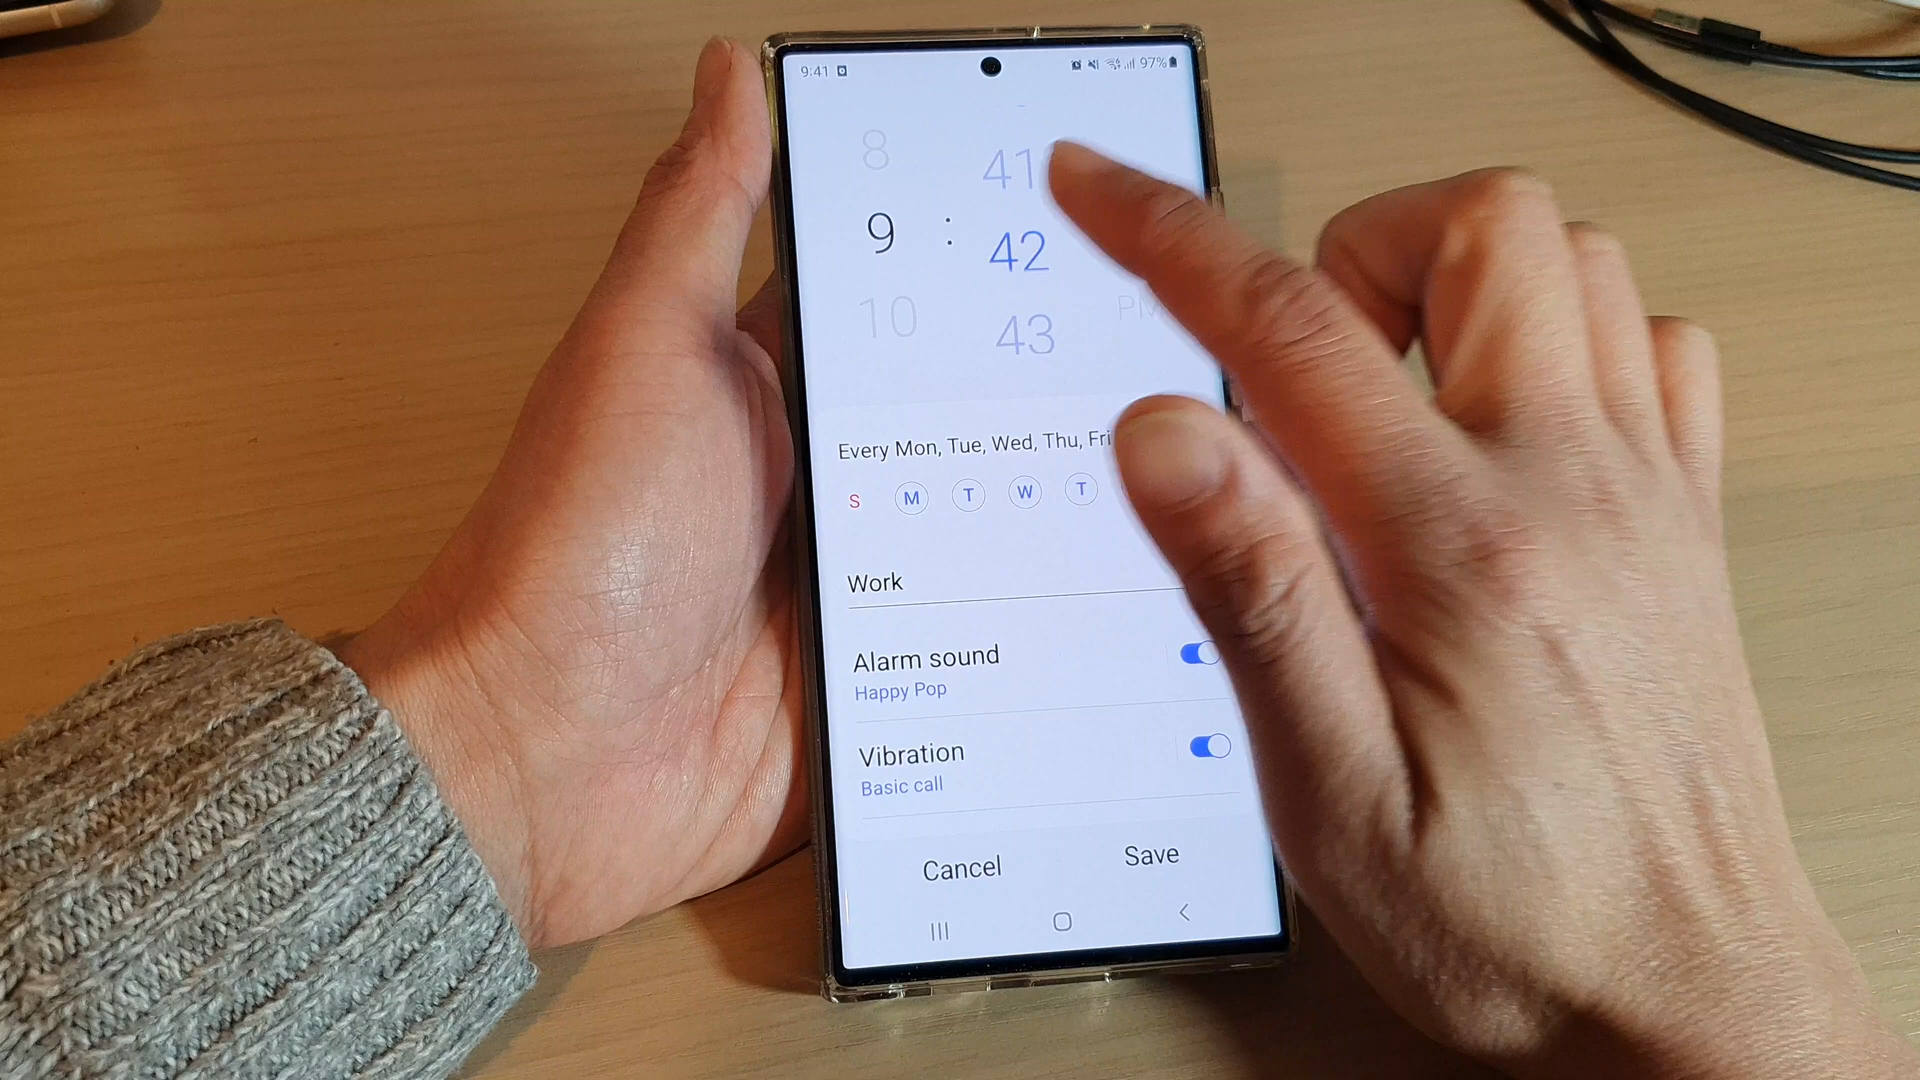 9:41 97%
8 41
9 : 42
10 43 PM
Every Mon, Tue, Wed, Thu, Fri
S M T W T
Work
Alarm sound
Happy Pop
Vibration
Basic call
Cancel Save